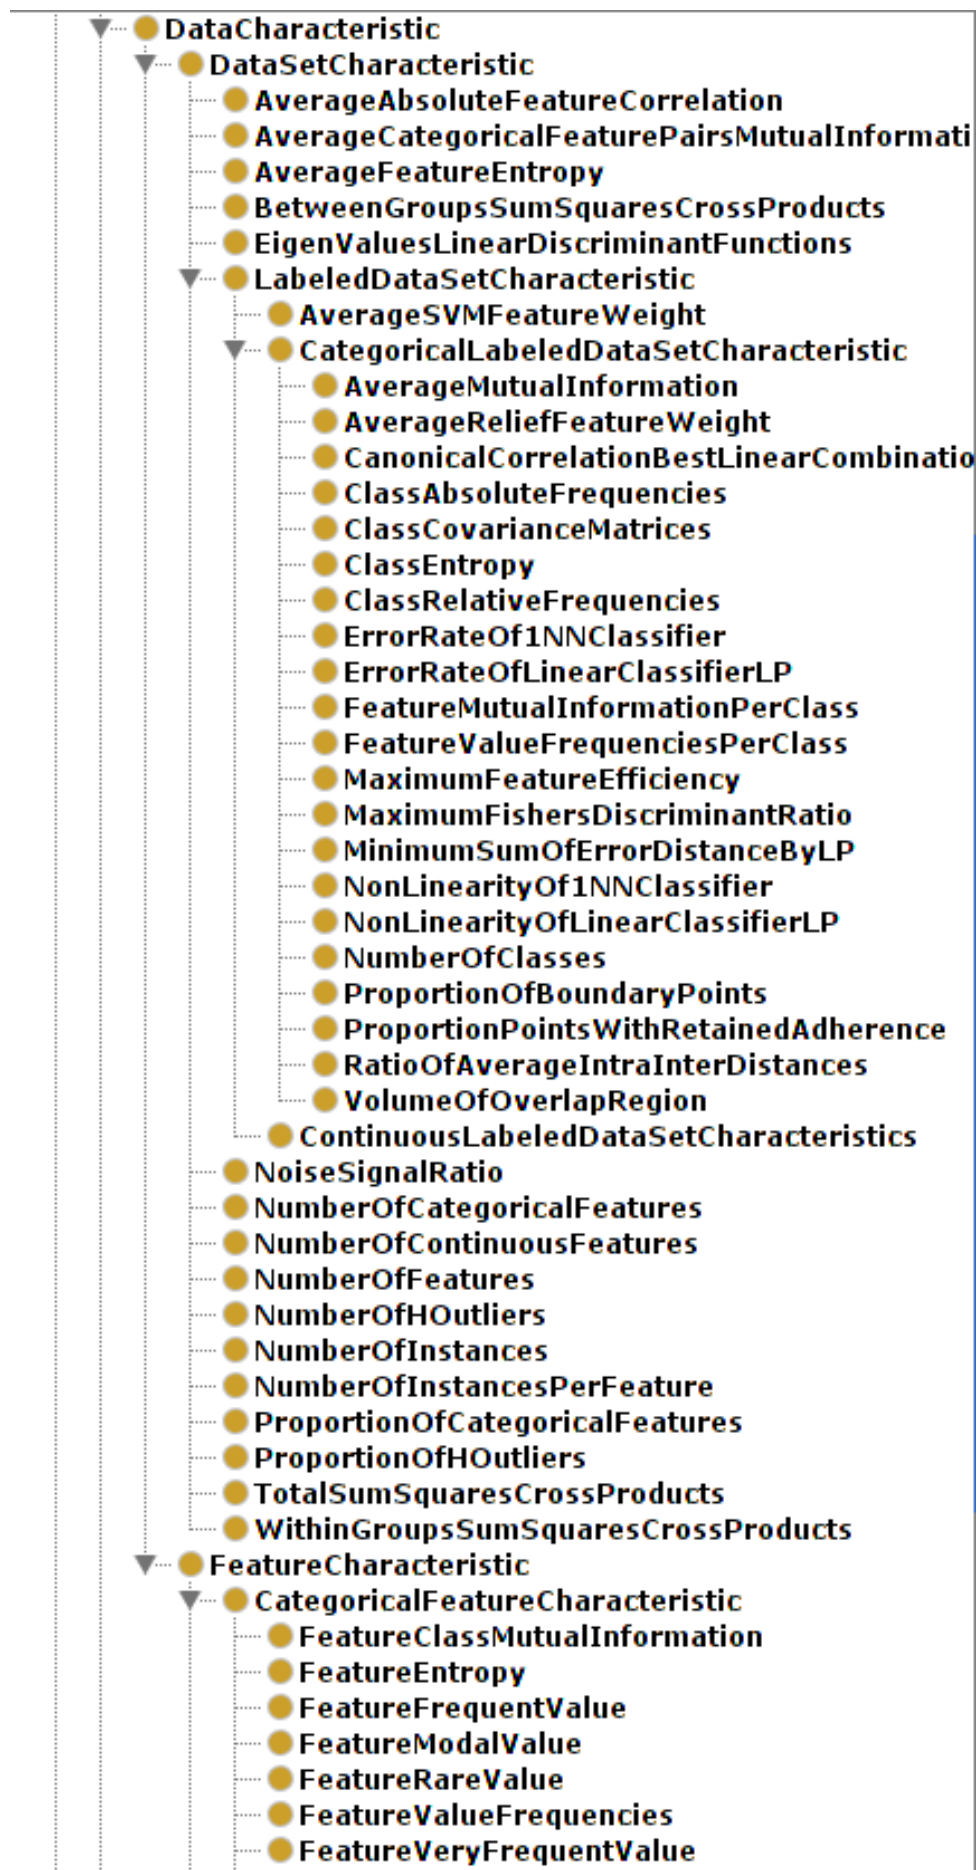 DataCharacteristic
DataSetCharacteristic
AverageAbsoluteFeatureCorrelation
AverageCategoricalFeaturePairsMutualInformati
AverageFeatureEntropy
BetweenGroupsSumSquaresCrossProducts
EigenValuesLinearDiscriminantFunctions
LabeledDataSetCharacteristic
AverageSVMFeatureWeight
CategoricalLabeledDataSetCharacteristic
AverageMutualInformation
AverageReliefFeatureWeight
CanonicalCorrelationBestLinearCombinatio
ClassAbsoluteFrequencies
ClassCovarianceMatrices
ClassEntropy
ClassRelativeFrequencies
ErrorRateOf1NNClassifier
ErrorRateOfLinearClassifierLP
FeatureMutualInformationPerClass
FeatureValueFrequenciesPerClass
MaximumFeatureEfficiency
MaximumFishersDiscriminantRatio
MinimumSumOfErrorDistanceByLP
NonLinearityOf1NNClassifier
NonLinearityOfLinearClassifierLP
NumberOfClasses
ProportionOfBoundaryPoints
ProportionPointsWithRetainedAdherence
RatioOfAverageIntraInterDistances
VolumeOfOverlapRegion
ContinuousLabeledDataSetCharacteristics
NoiseSignalRatio
NumberOfCategoricalFeatures
NumberOfContinuousFeatures
NumberOfFeatures
NumberOfHOutliers
NumberOfInstances
NumberOfInstancesPerFeature
ProportionOfCategoricalFeatures
ProportionOfHOutliers
TotalSumSquaresCrossProducts
WithinGroupsSumSquaresCrossProducts
FeatureCharacteristic
CategoricalFeatureCharacteristic
FeatureClassMutualInformation
FeatureEntropy
FeatureFrequentValue
FeatureModalValue
FeatureRareValue
FeatureValueFrequencies
FeatureVeryFrequentValue